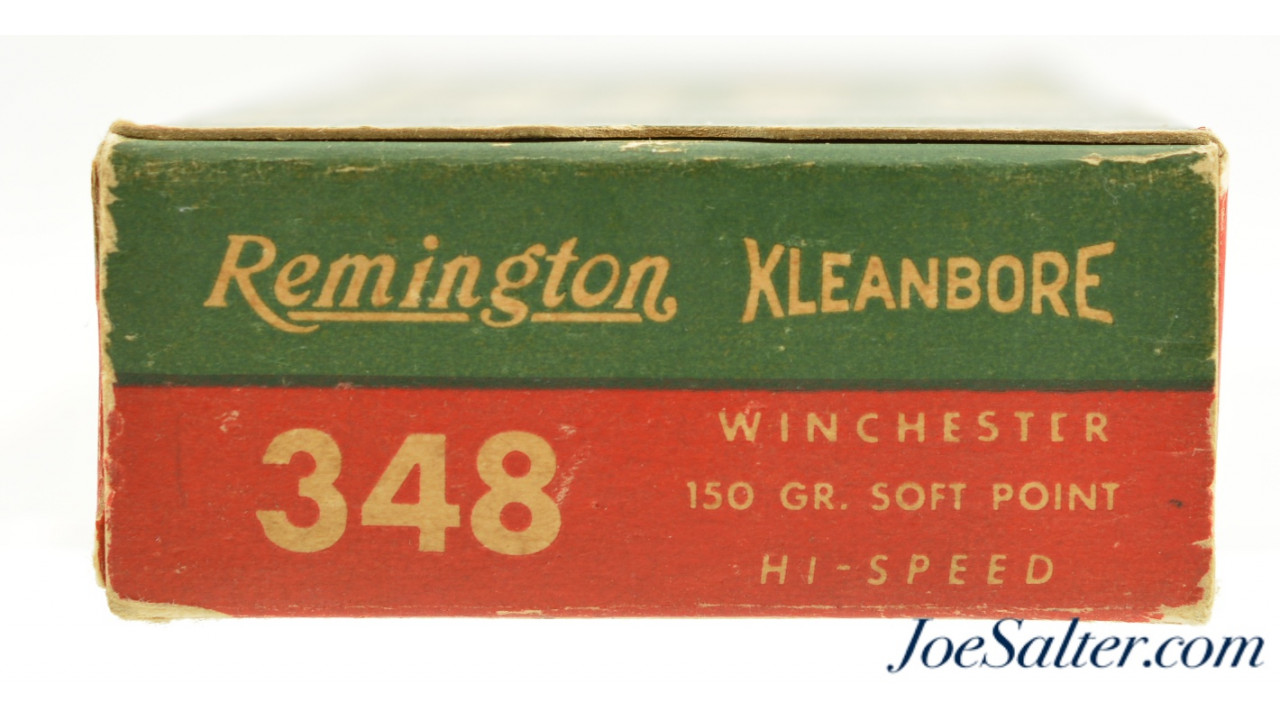 Remington KLEANBORE
348
WINCHESTER
150 GR. SOFT POINT
HI-SPEED
JoeSalter.com